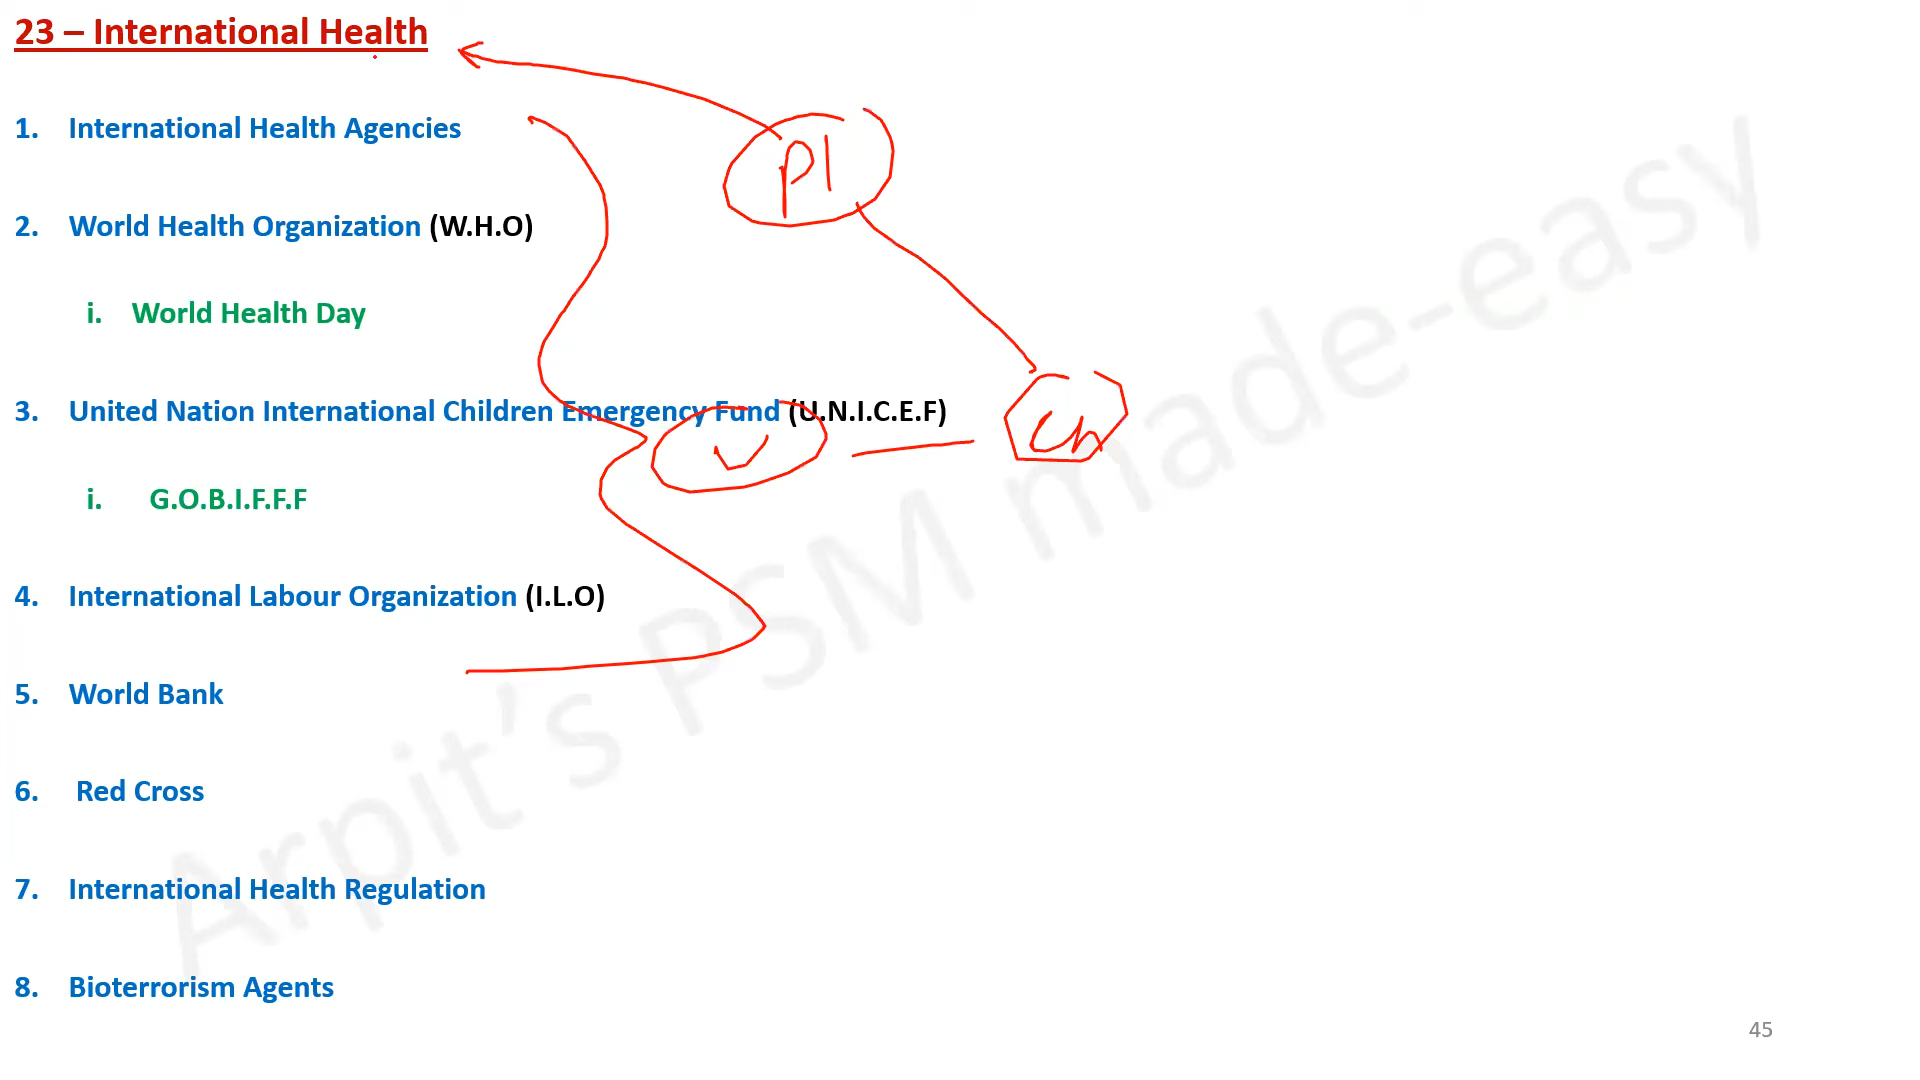 23 – International Health
1. International Health Agencies
Pl
2. World Health Organization (W.H.O)
i. World Health Day
3. United Nation International Children Emergency Fund (U.N.I.C.E.F)
i. G.O.B.I.F.F.F
4. International Labour Organization (I.L.O)
5. World Bank
6. Red Cross
7. International Health Regulation
8. Bioterrorism Agents
Arpit's PSM made-easy
45